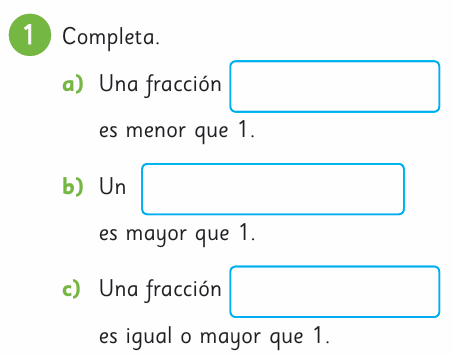 1 Completa.
a) Una fracción
es menor que 1.
b) Un
es mayor que 1.
c) Una fracción
es igual o mayor que 1.